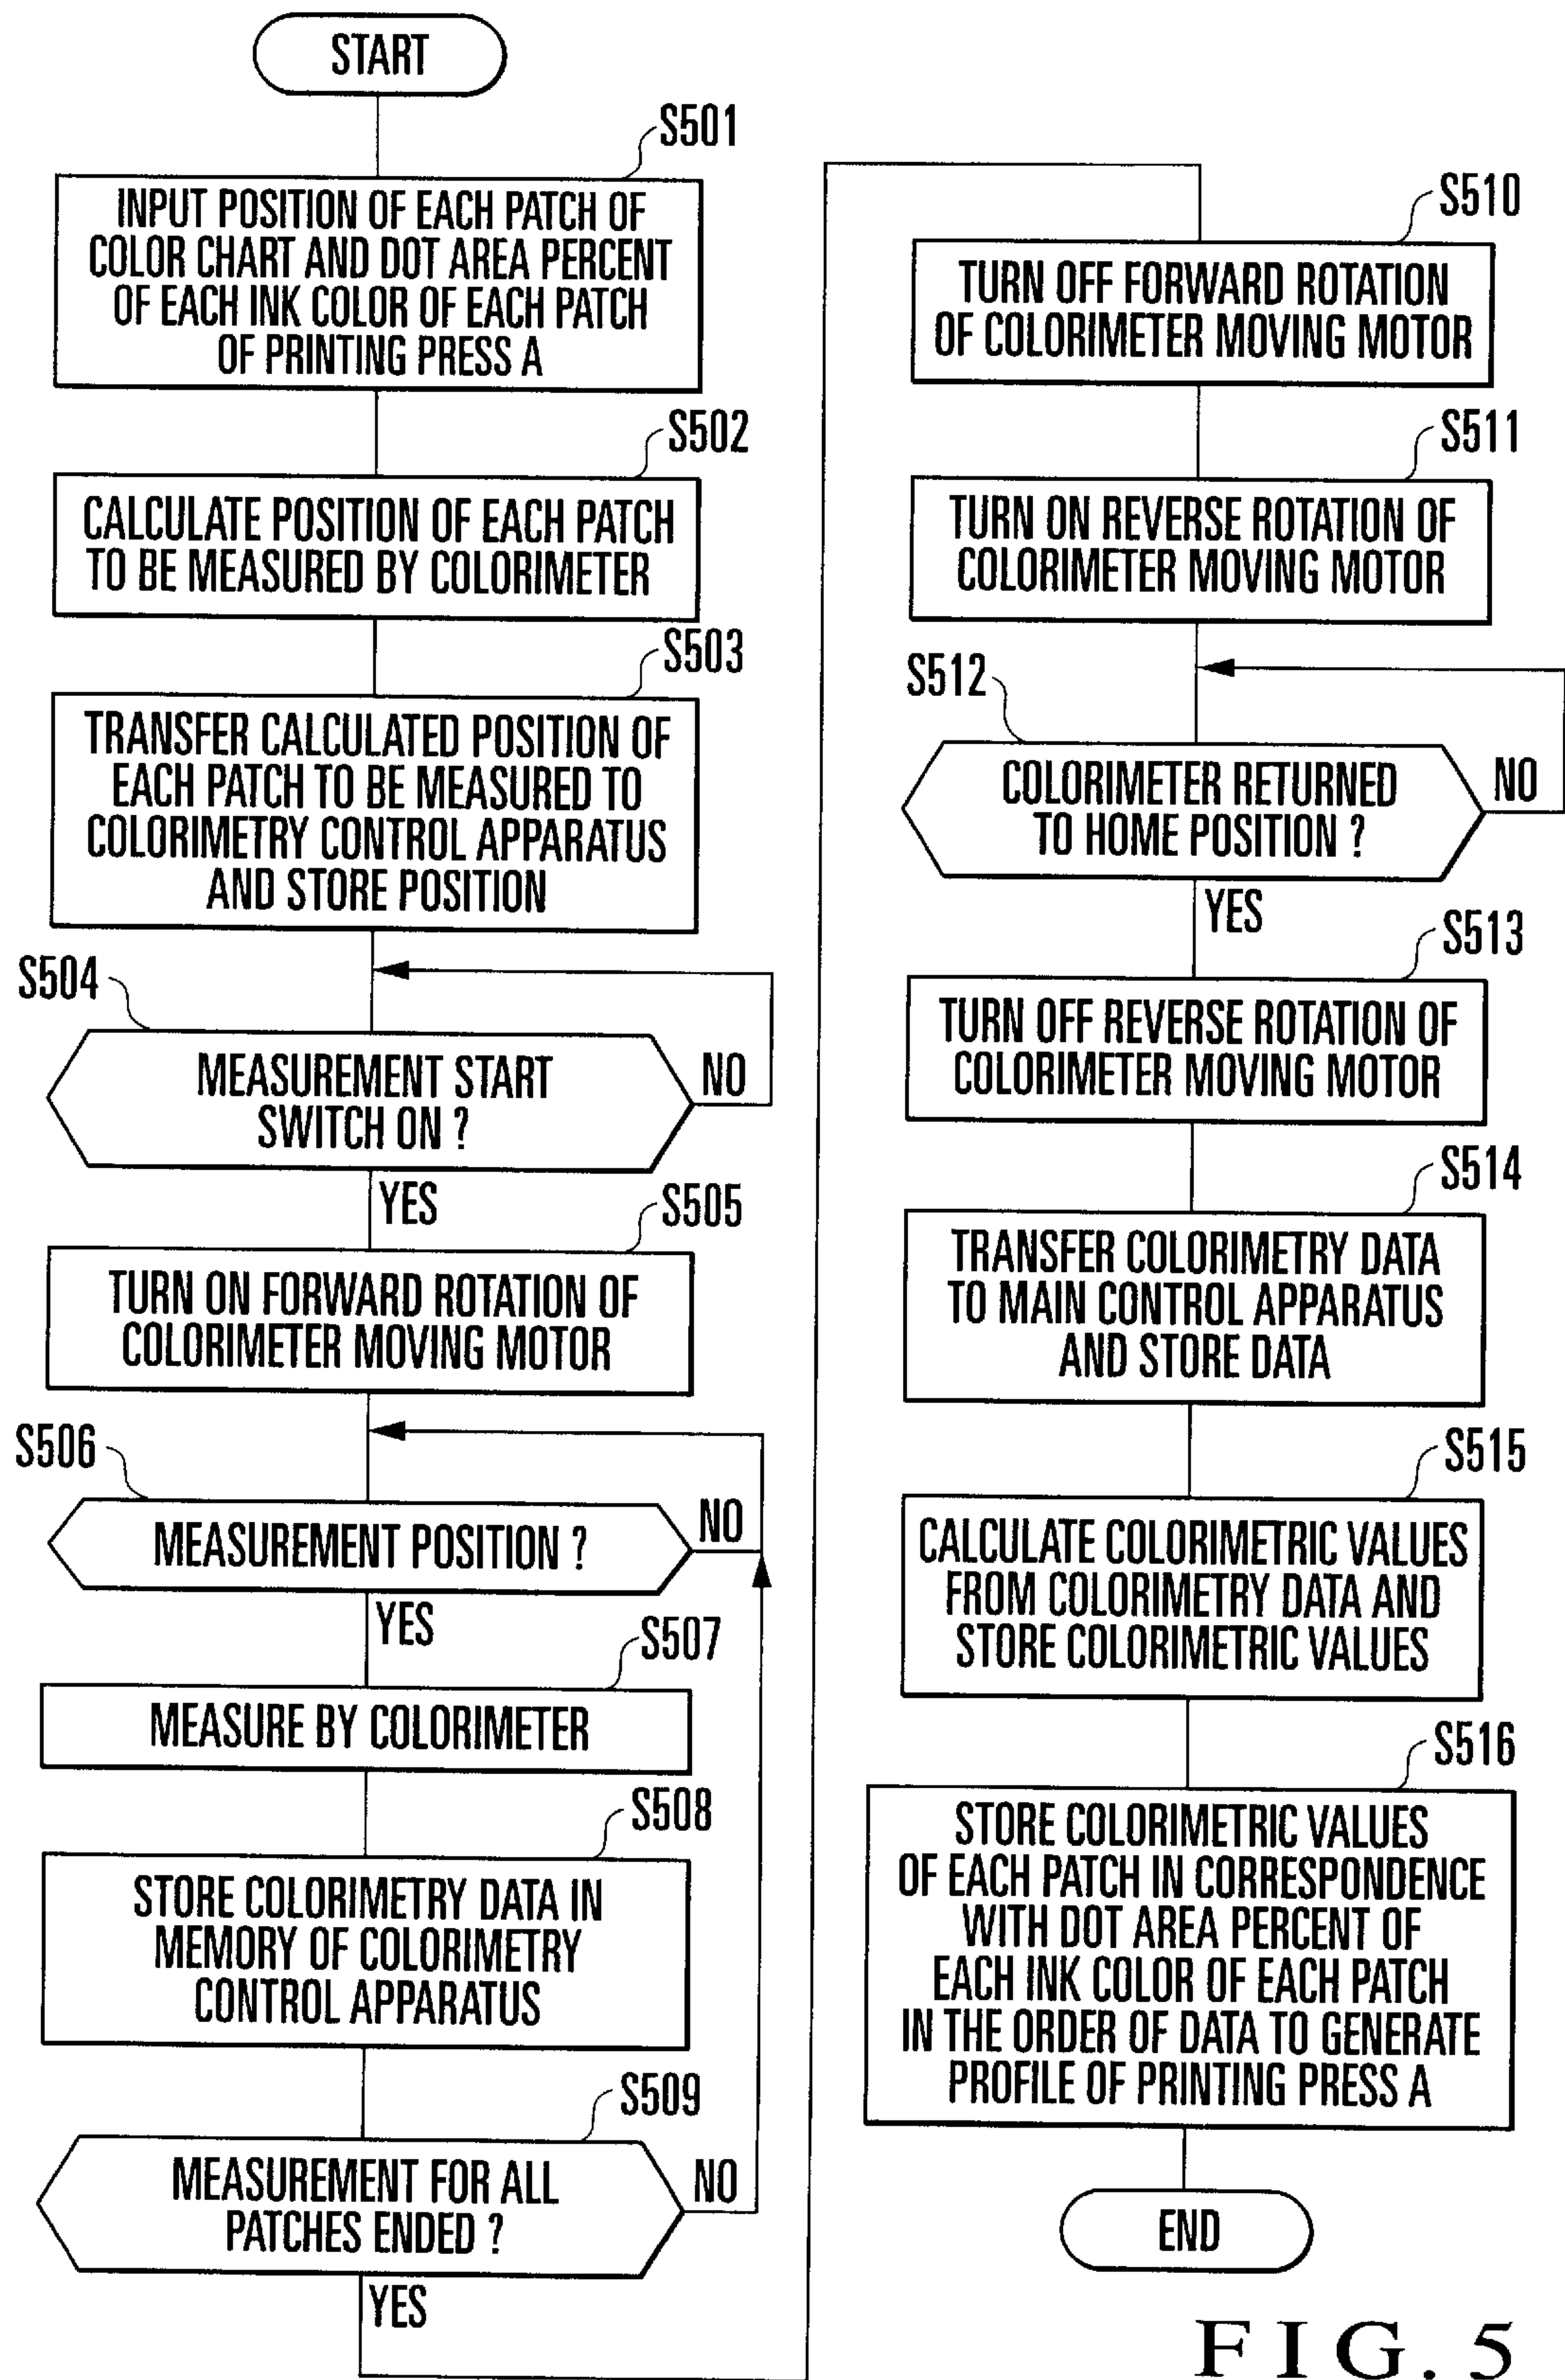 START
S501
INPUT POSITION OF EACH PATCH OF
COLOR CHART AND DOT AREA PERCENT
OF EACH INK COLOR OF EACH PATCH
OF PRINTING PRESS A
S502
CALCULATE POSITION OF EACH PATCH
TO BE MEASURED BY COLORIMETER
S503
TRANSFER CALCULATED POSITION OF
EACH PATCH TO BE MEASURED TO
COLORIMETRY CONTROL APPARATUS
AND STORE POSITION
S504
MEASUREMENT START
SWITCH ON ?
NO
YES
S505
TURN ON FORWARD ROTATION OF
COLORIMETER MOVING MOTOR
S506
MEASUREMENT POSITION ?
NO
YES
S507
MEASURE BY COLORIMETER
S508
STORE COLORIMETRY DATA IN
MEMORY OF COLORIMETRY
CONTROL APPARATUS
S509
MEASUREMENT FOR ALL
PATCHES ENDED ?
NO
YES
S510
TURN OFF FORWARD ROTATION
OF COLORIMETER MOVING MOTOR
S511
TURN ON REVERSE ROTATION OF
COLORIMETER MOVING MOTOR
S512
COLORIMETER RETURNED
TO HOME POSITION ?
NO
YES
S513
TURN OFF REVERSE ROTATION OF
COLORIMETER MOVING MOTOR
S514
TRANSFER COLORIMETRY DATA
TO MAIN CONTROL APPARATUS
AND STORE DATA
S515
CALCULATE COLORIMETRIC VALUES
FROM COLORIMETRY DATA AND
STORE COLORIMETRIC VALUES
S516
STORE COLORIMETRIC VALUES
OF EACH PATCH IN CORRESPONDENCE
WITH DOT AREA PERCENT OF
EACH INK COLOR OF EACH PATCH
IN THE ORDER OF DATA TO GENERATE
PROFILE OF PRINTING PRESS A
END
FIG. 5